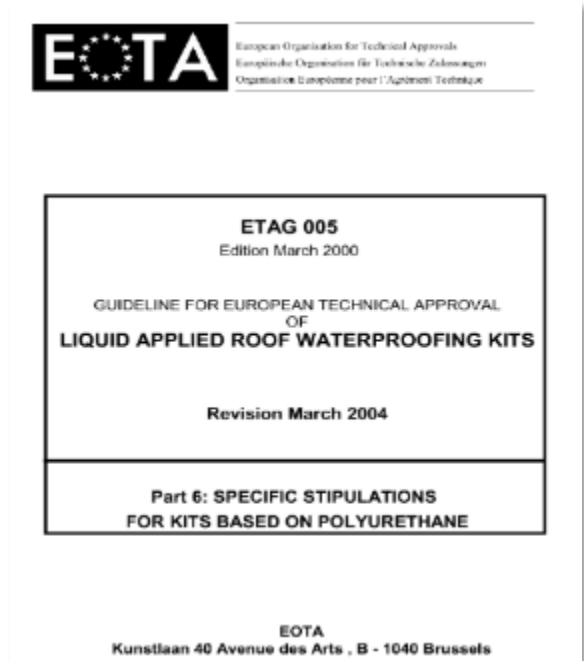 EOTA
European Organisation for Technical Approvals
Europäische Organisation für Technische Zulassungen
Organisation Européenne pour l'Agrément Technique
ETAG 005
Edition March 2000
GUIDELINE FOR EUROPEAN TECHNICAL APPROVAL
OF
LIQUID APPLIED ROOF WATERPROOFING KITS
Revision March 2004
Part 6: SPECIFIC STIPULATIONS
FOR KITS BASED ON POLYURETHANE
EOTA
Kunstlaan 40 Avenue des Arts , B - 1040 Brussels